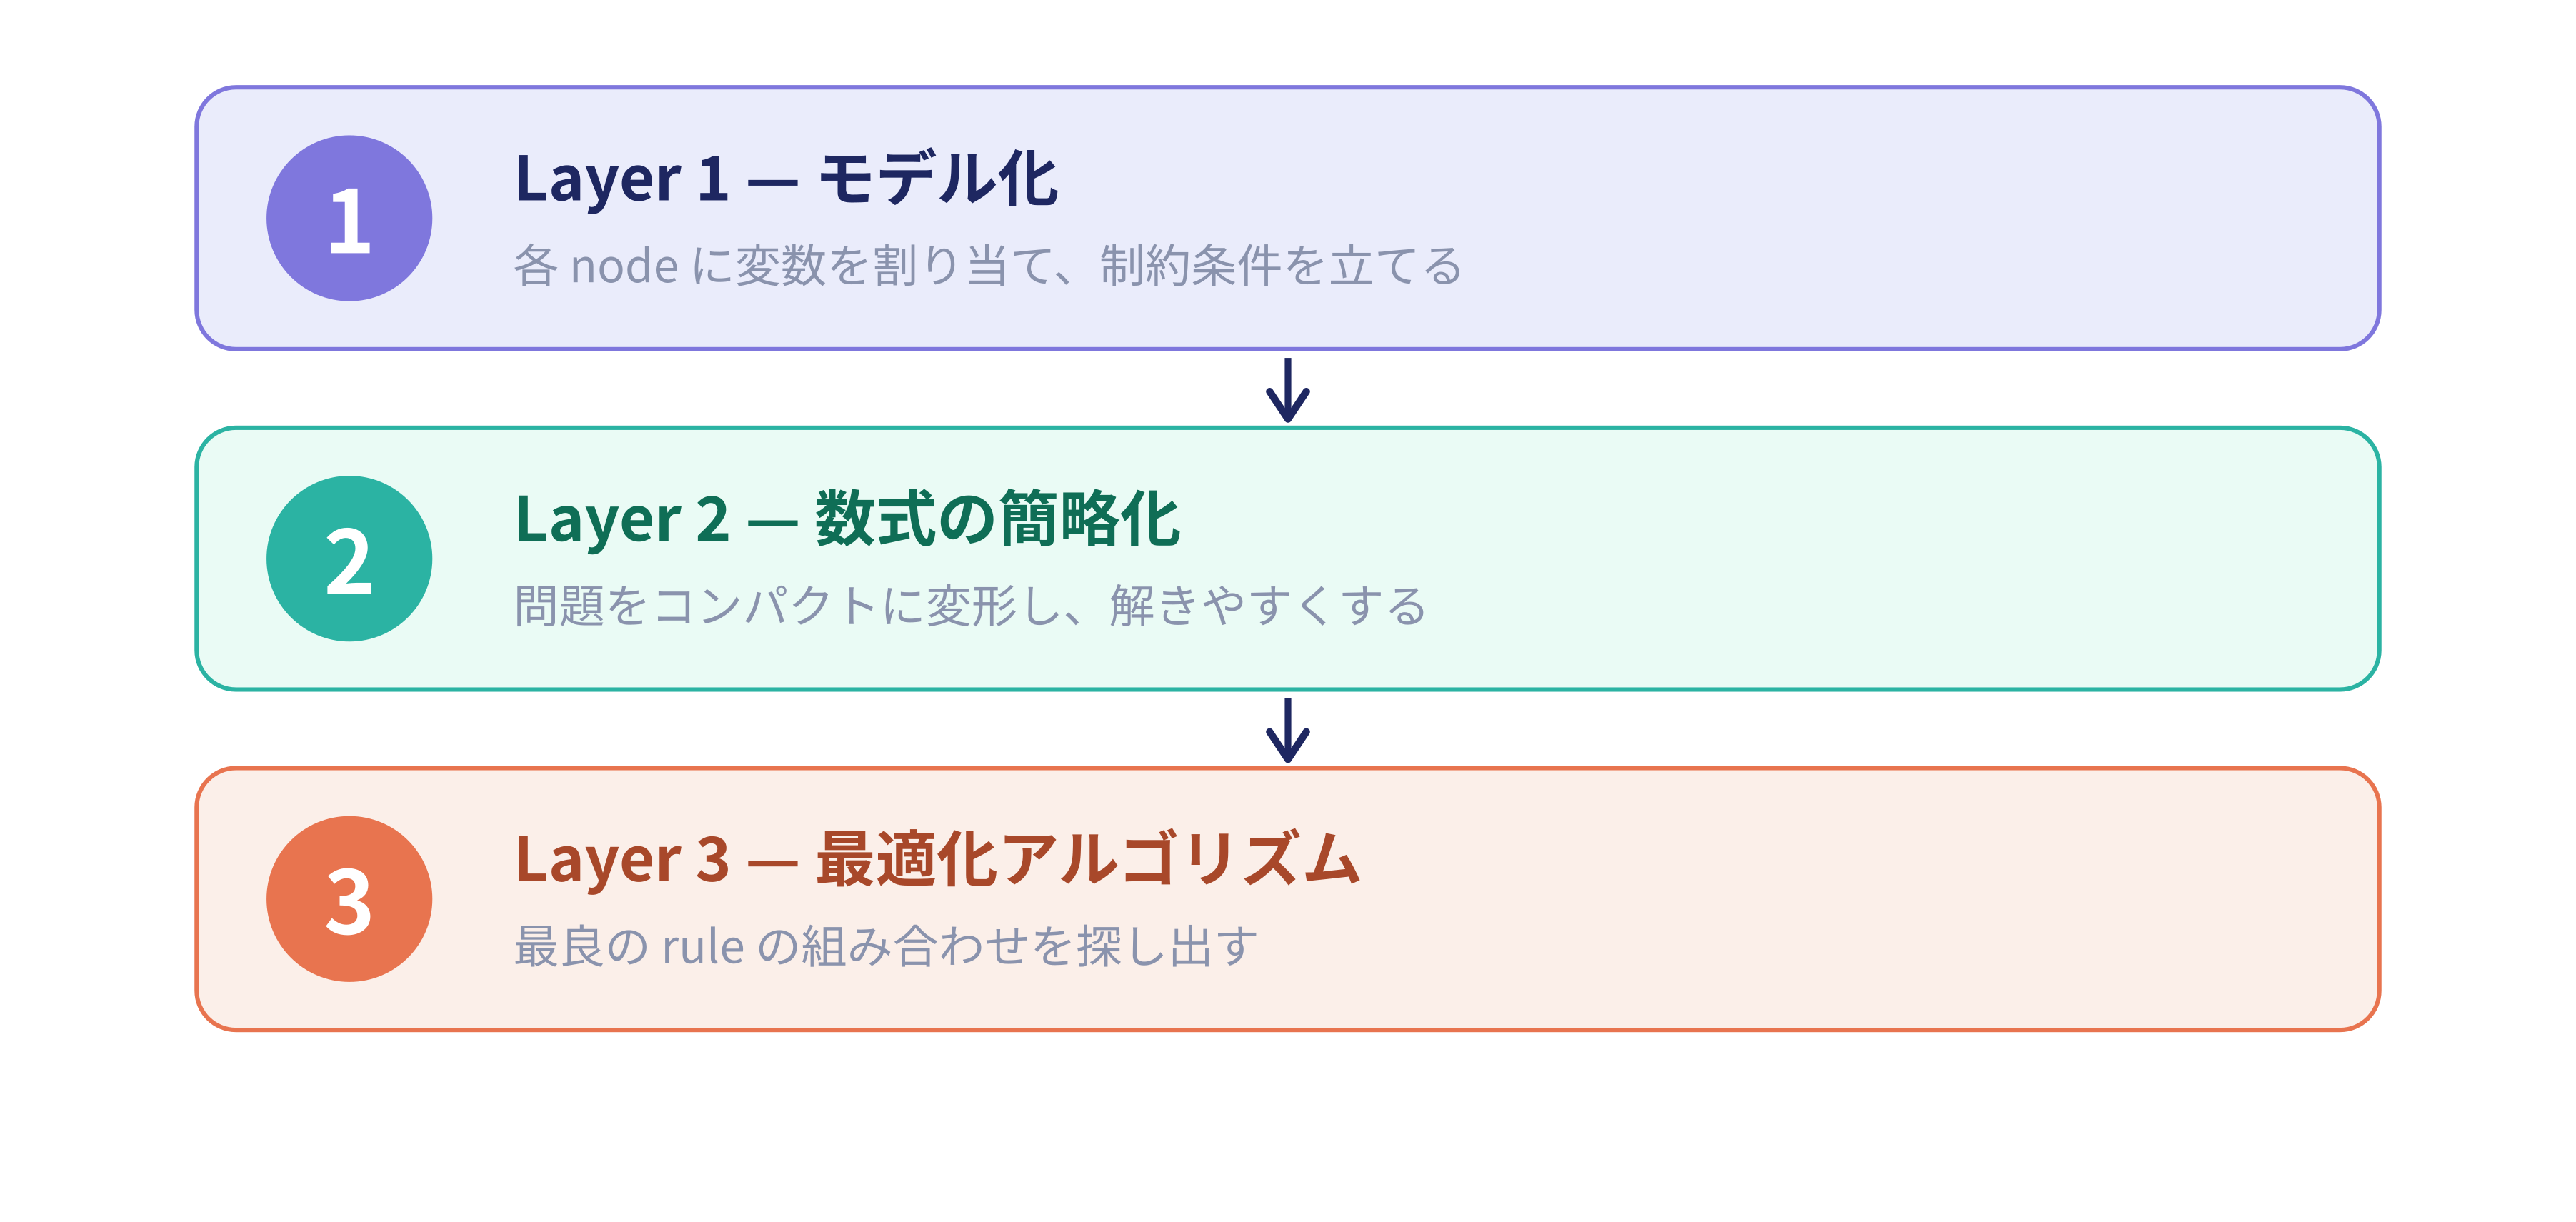 1
Layer 1 — モデル化
各 node に変数を割り当て、制約条件を立てる
2
Layer 2 — 数式の簡略化
問題をコンパクトに変形し、解きやすくする
3
Layer 3 — 最適化アルゴリズム
最良の rule の組み合わせを探し出す